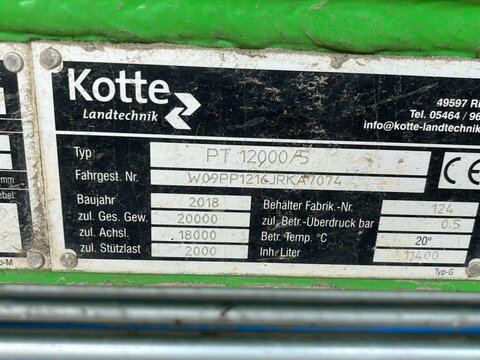 Kotte
Landtechnik
49597 R
Tel. 05464 / 96
info@kotte-landtechnik
Typ PT 12000/5
Fahrgest. Nr. W09PP1216JRKA7074
CE
Baujahr 2018 Behälter Fabrik.-Nr. 124
zul. Ges. Gew. 20000 zul. Betr.-Überdruck bar 0.5
zul. Achsl. 18000 Betr. Temp. °C 20°
zul. Stützlast 2000 Inh. Liter 11400
Typ-G
p-M